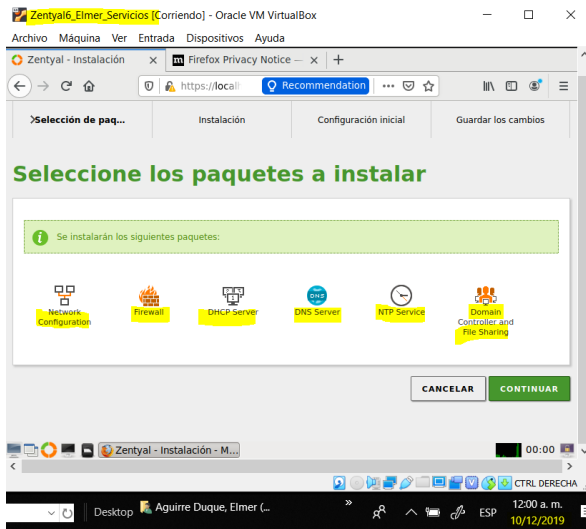 Zentyal6_Elmer_Servicios [Corriendo] - Oracle VM VirtualBox
Archivo Máquina Ver Entrada Dispositivos Ayuda
Zentyal - Instalación
Firefox Privacy Notice —
https://locall
Recommendation
Selección de paq...
Instalación
Configuración inicial
Guardar los cambios
Seleccione los paquetes a instalar
Se instalarán los siguientes paquetes:
Network
Configuration
Firewall
DHCP Server
DNS
DNS Server
NTP Service
Domain
Controller and
File Sharing
CANCELAR
CONTINUAR
Zentyal - Instalación - M...
00:00
CTRL DERECHA
Desktop
Aguirre Duque, Elmer (...
ESP
12:00 a. m.
10/12/2019